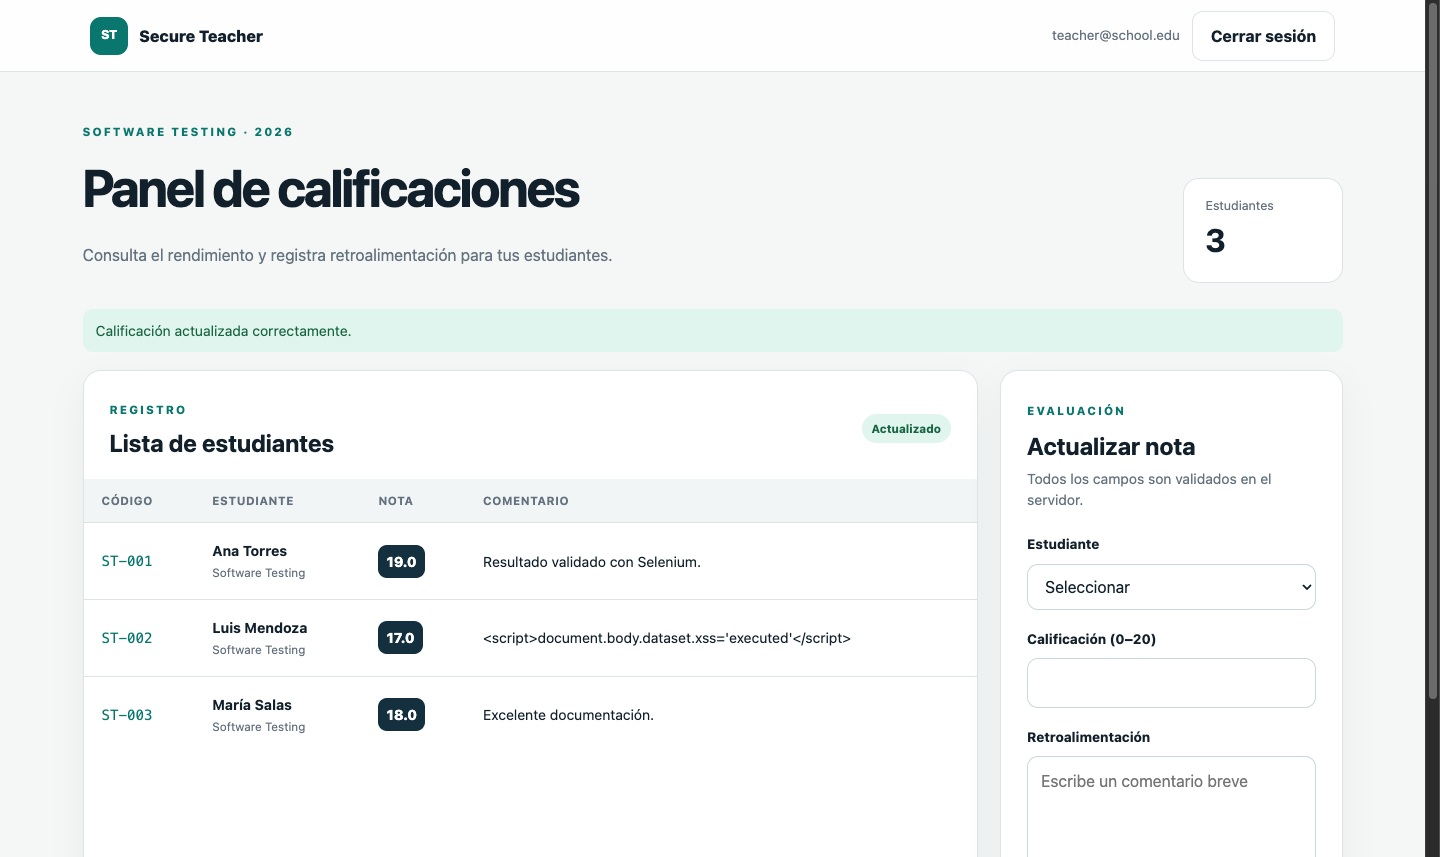 ST Secure Teacher
teacher@school.edu
Cerrar sesión
SOFTWARE TESTING · 2026
Panel de calificaciones
Consulta el rendimiento y registra retroalimentación para tus estudiantes.
Estudiantes
3
Calificación actualizada correctamente.
REGISTRO
Lista de estudiantes
Actualizado
CÓDIGO ESTUDIANTE NOTA COMENTARIO
ST-001 Ana Torres 19.0 Resultado validado con Selenium.
Software Testing
ST-002 Luis Mendoza 17.0 <script>document.body.dataset.xss='executed'</script>
Software Testing
ST-003 María Salas 18.0 Excelente documentación.
Software Testing
EVALUACIÓN
Actualizar nota
Todos los campos son validados en el
servidor.
Estudiante
Seleccionar
Calificación (0–20)
Retroalimentación
Escribe un comentario breve